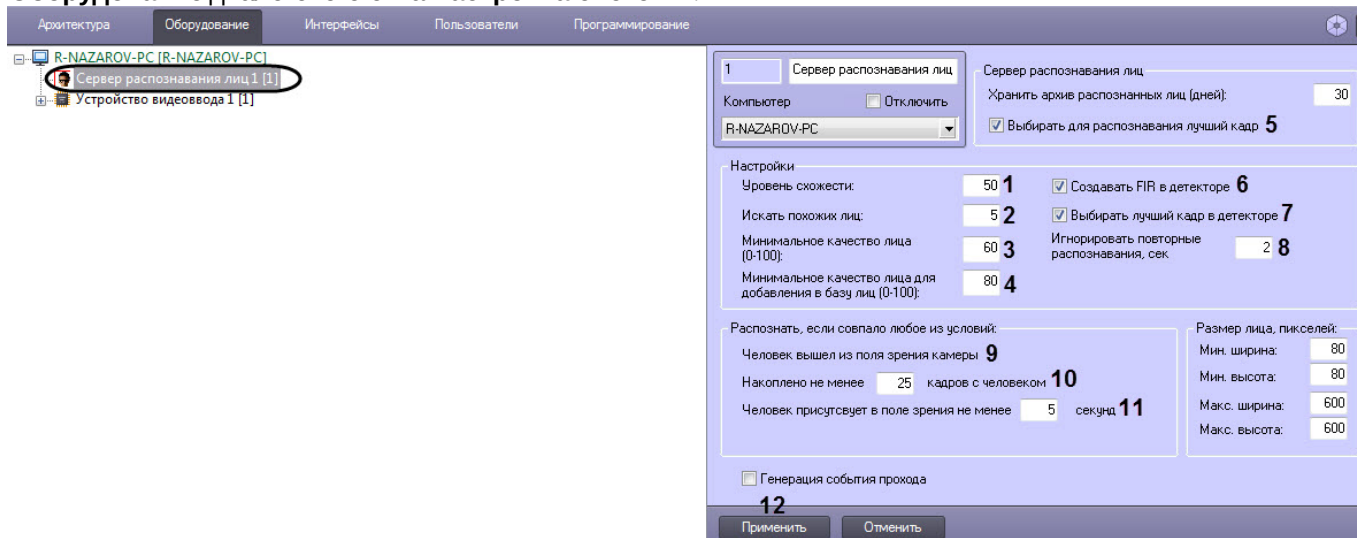 Архитектура Оборудование Интерфейсы Пользователи Программирование
R-NAZAROV-PC [R-NAZAROV-PC]
Сервер распознавания лиц 1 [1]
Устройство видеоввода 1 [1]
1 Сервер распознавания лиц
Компьютер Отключить
R-NAZAROV-PC
Сервер распознавания лиц
Хранить архив распознанных лиц (дней): 30
Выбирать для распознавания лучший кадр 5
Настройки
Уровень схожести: 50 1
Создавать FIR в детекторе 6
Искать похожих лиц: 5 2
Выбирать лучший кадр в детекторе 7
Минимальное качество лица
(0-100): 60 3
Игнорировать повторные
распознавания, сек 2 8
Минимальное качество лица для
добавления в базу лиц (0-100): 80 4
Распознать, если совпало любое из условий:
Человек вышел из поля зрения камеры 9
Накоплено не менее 25 кадров с человеком 10
Человек присутсвует в поле зрения не менее 5 секунд 11
Размер лица, пикселей:
Мин. ширина: 80
Мин. высота: 80
Макс. ширина: 600
Макс. высота: 600
Генерация события прохода
12
Применить Отменить